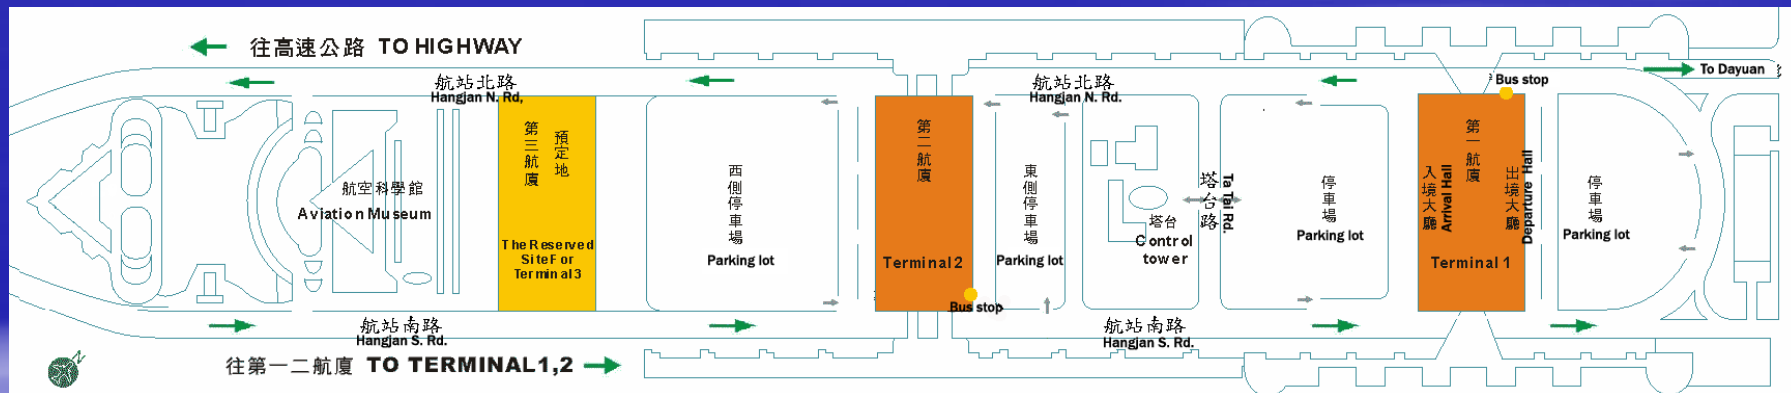 往高速公路 TO HIGHWAY
航站北路
Hangjan N. Rd,
航站北路
Hangjan N. Rd.
To Dayuan
Bus stop
航空科學館
Aviation Museum
第三航廈
預定地
The Reserved
Site For
Terminal 3
西側停車場
Parking lot
第二航廈
Terminal 2
Bus stop
東側停車場
Parking lot
塔台
Control
tower
塔台路
Ta Tai Rd.
停車場
Parking lot
入境大廳
Arrival Hall
第一航廈
Terminal 1
出境大廳
Departure Hall
停車場
Parking lot
航站南路
Hangjan S. Rd.
航站南路
Hangjan S. Rd.
往第一二航廈 TO TERMINAL1,2
N